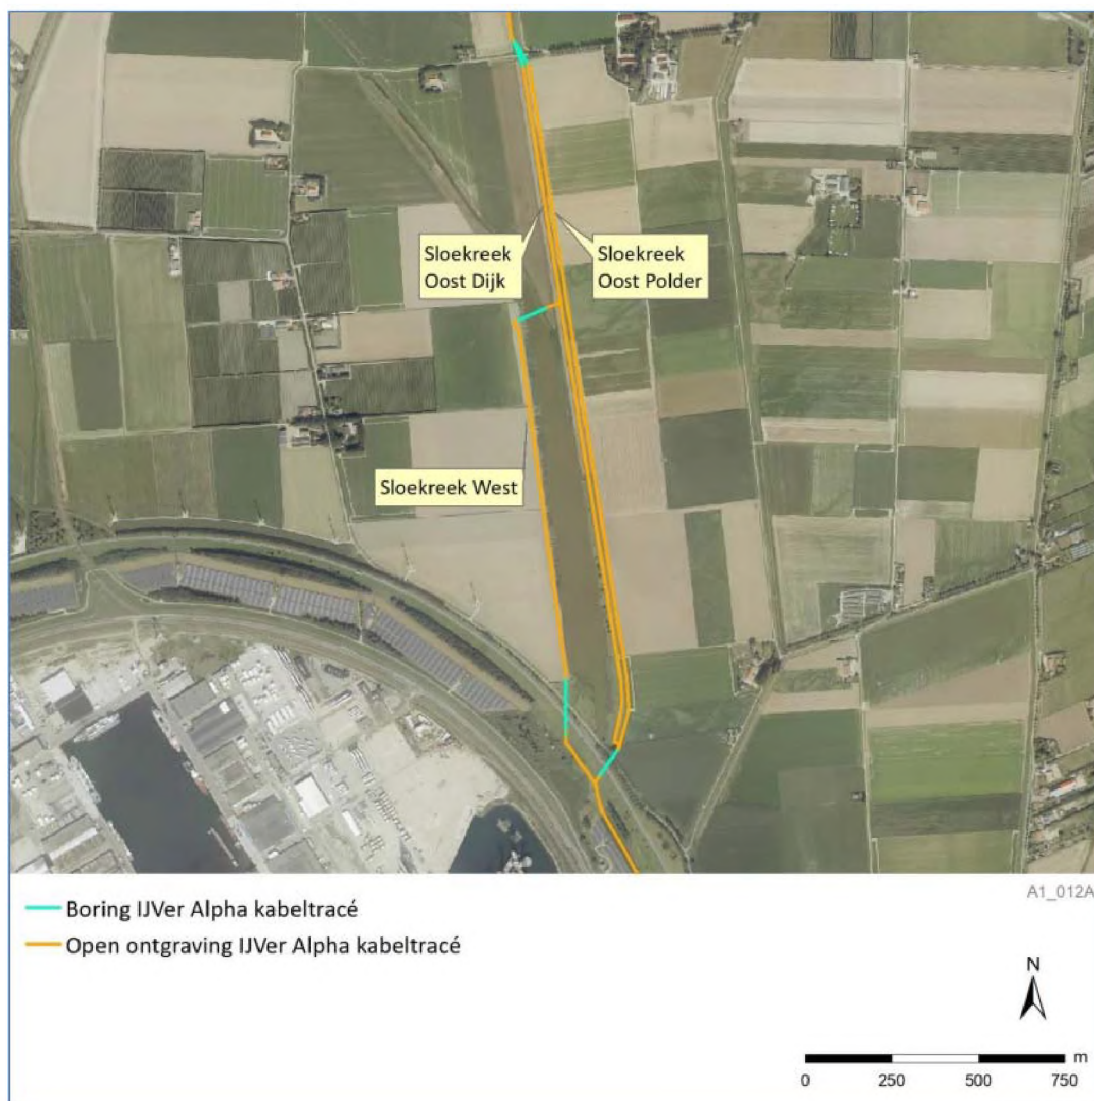 Sloekreek
Oost Dijk
Sloekreek
Oost Polder
Sloekreek West
A1_012A
Boring IJVer Alpha kabeltracé
Open ontgraving IJVer Alpha kabeltracé
N
m
0 250 500 750